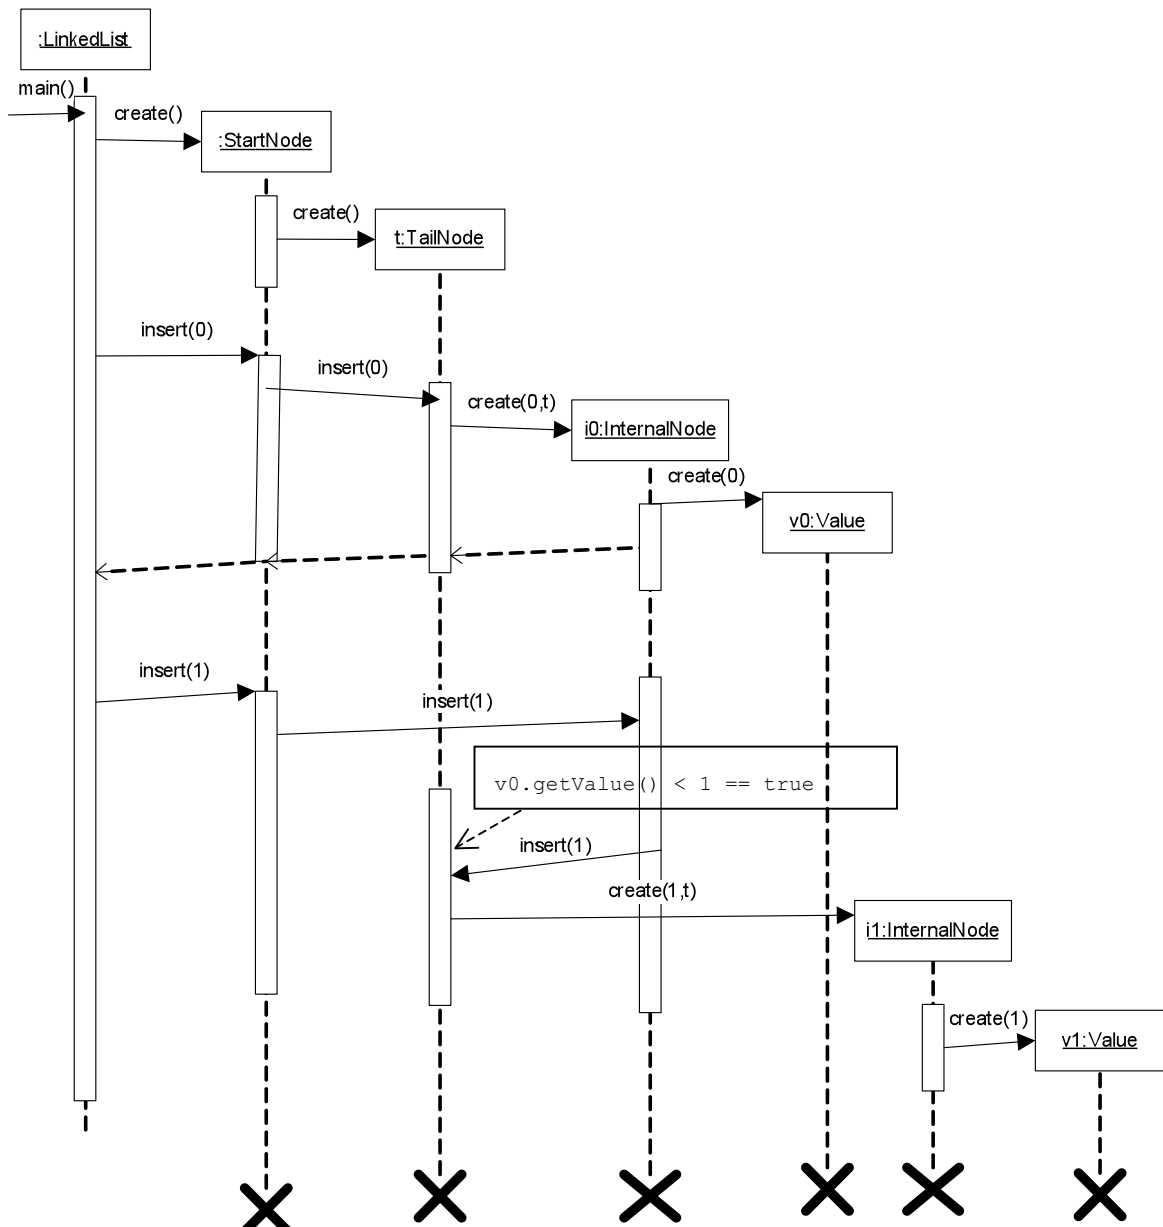 :LinkedList
main()
create()
:StartNode
create()
t:TailNode
insert(0)
insert(0)
create(0,t)
i0:InternalNode
create(0)
v0:Value
insert(1)
insert(1)
v0.getValue() < 1 == true
insert(1)
create(1,t)
i1:InternalNode
create(1)
v1:Value